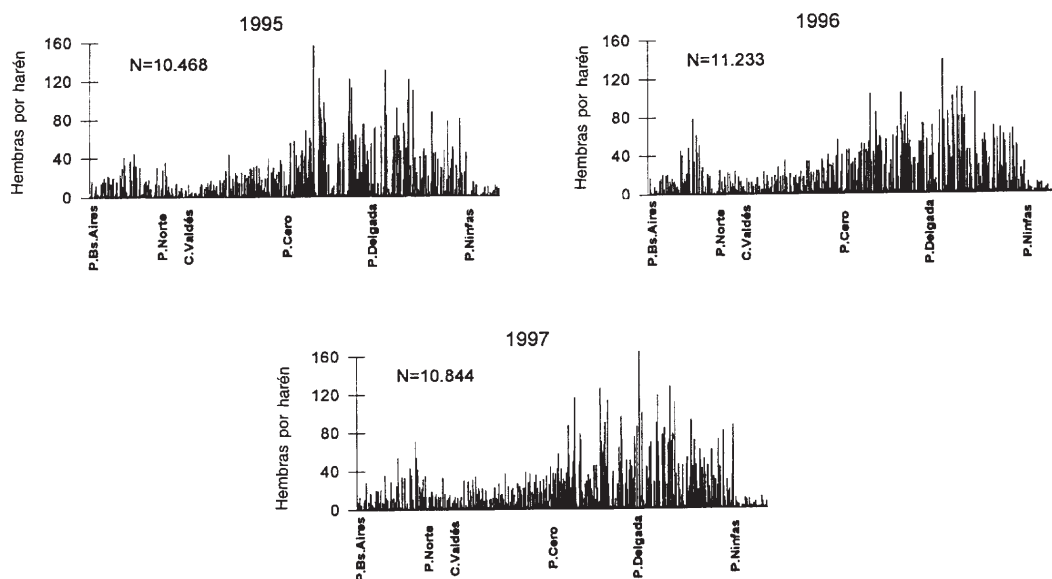 1995
Hembras por harén
160
120
80
40
0
N=10.468
P.Bs.Aires
P.Norte
C.Valdés
P.Cero
P.Delgada
P.Ninfas
1996
Hembras por harén
160
120
80
40
0
N=11.233
P.Bs.Aires
P.Norte
C.Valdés
P.Cero
P.Delgada
P.Ninfas
1997
Hembras por harén
160
120
80
40
0
N=10.844
P.Bs.Aires
P.Norte
C.Valdés
P.Cero
P.Delgada
P.Ninfas